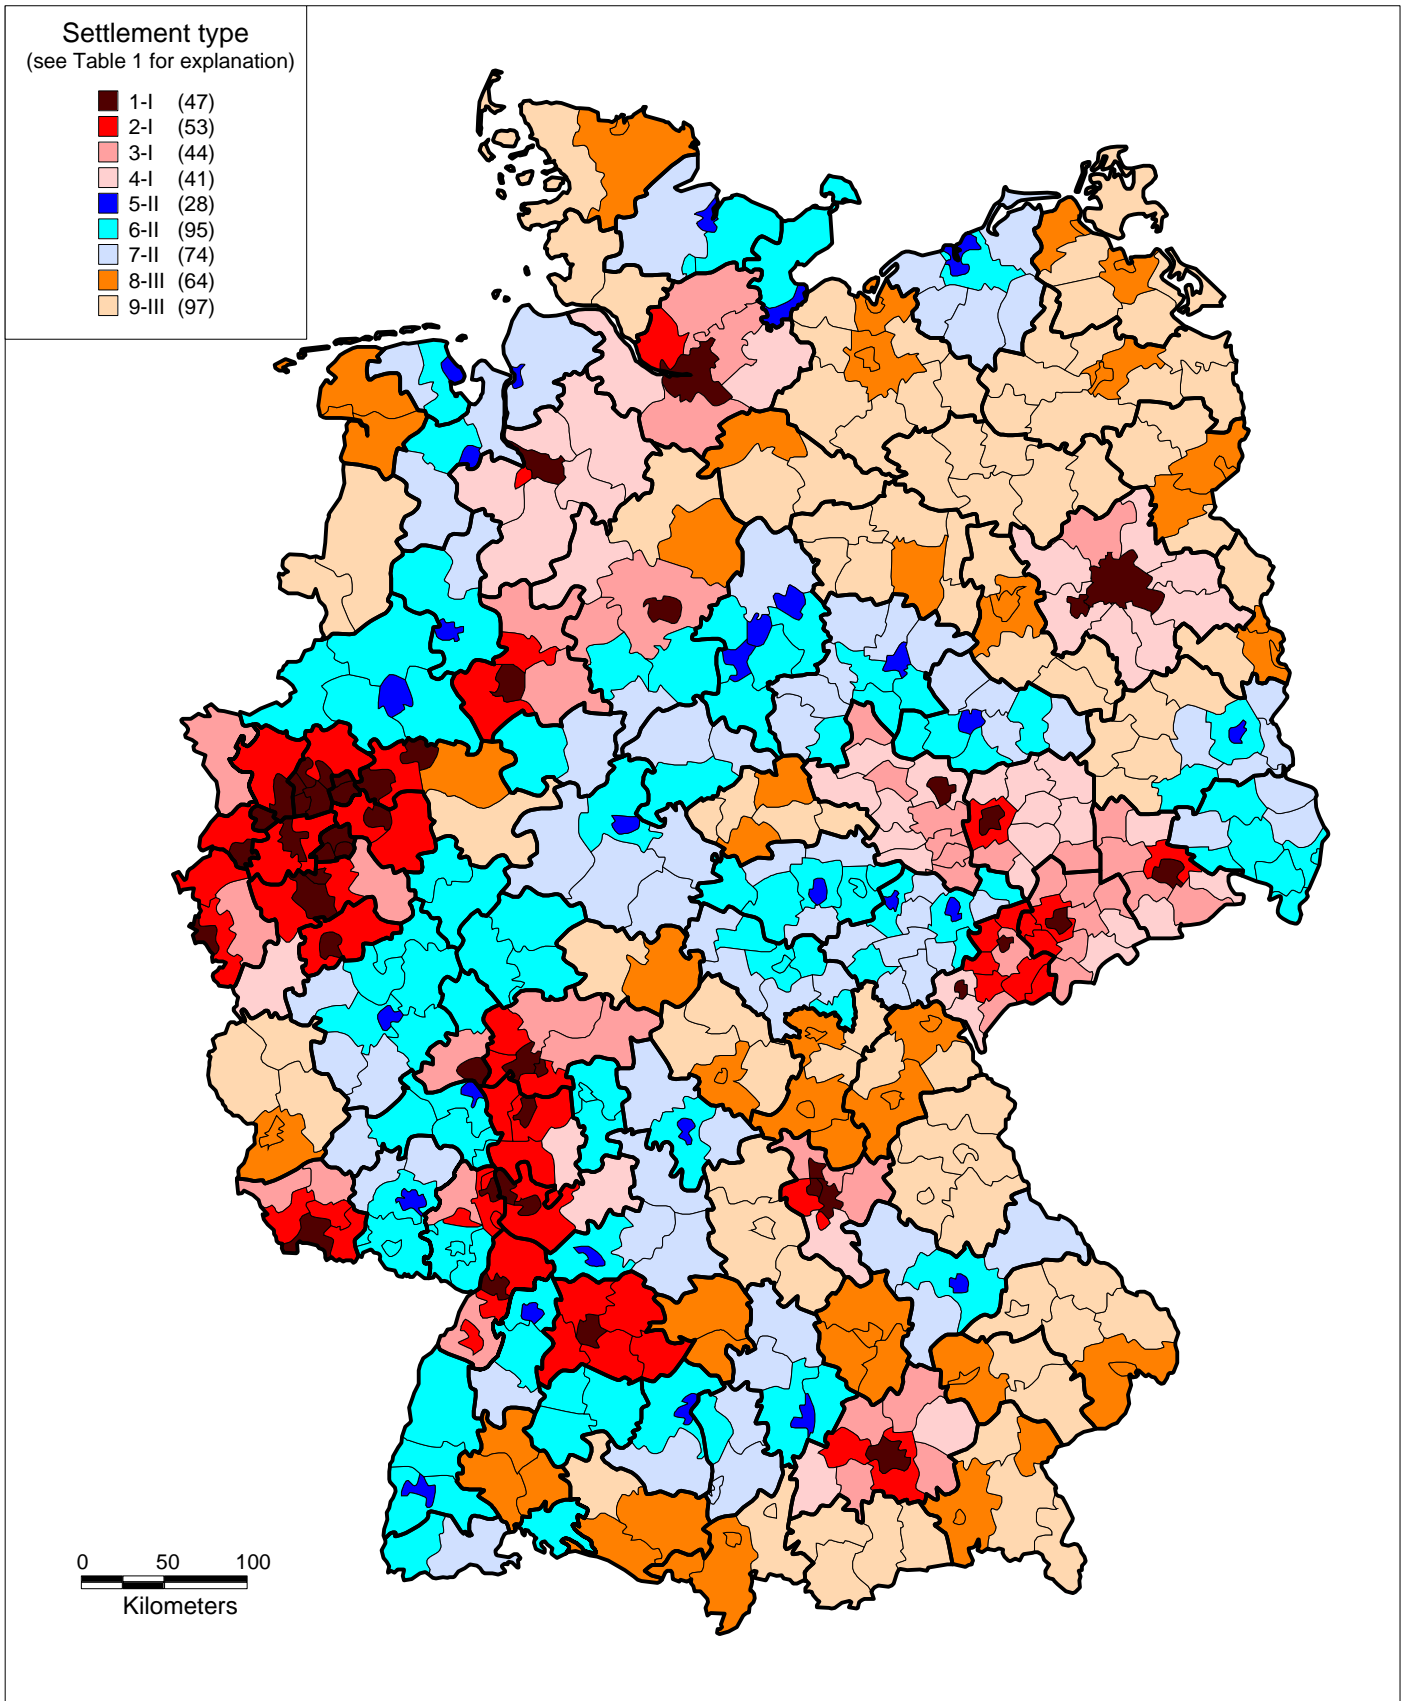 Settlement type
(see Table 1 for explanation)
1-I (47)
2-I (53)
3-I (44)
4-I (41)
5-II (28)
6-II (95)
7-II (74)
8-III (64)
9-III (97)
0 50 100
Kilometers